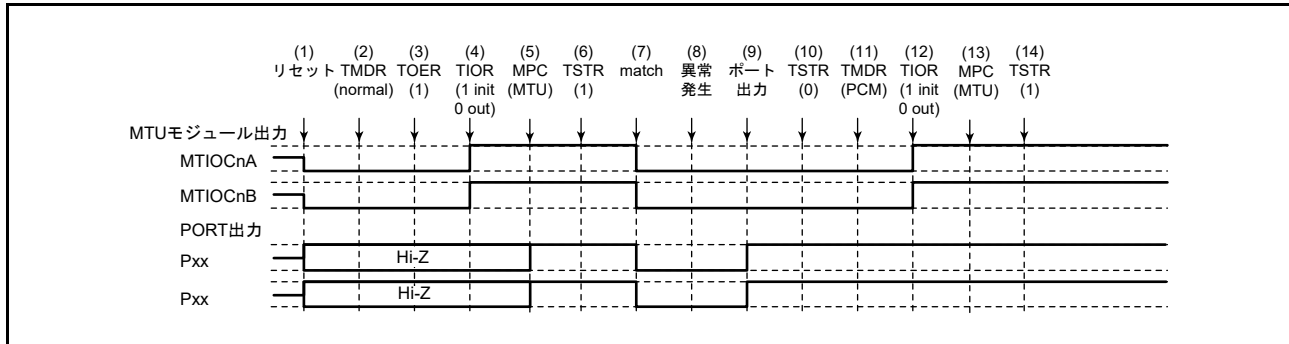 (1) (2) (3) (4) (5) (6) (7) (8) (9) (10) (11) (12) (13) (14)
リセット TMDR TOER TIOR MPC TSTR match 異常 ポート TSTR TMDR TIOR MPC TSTR
(normal) (1) (1 init (MTU) (1) 発生 出力 (0) (PCM) (1 init (MTU) (1)
0 out) 0 out)
MTUモジュール出力
MTIOCnA
MTIOCnB
PORT出力
Pxx Hi-Z
Pxx Hi-Z